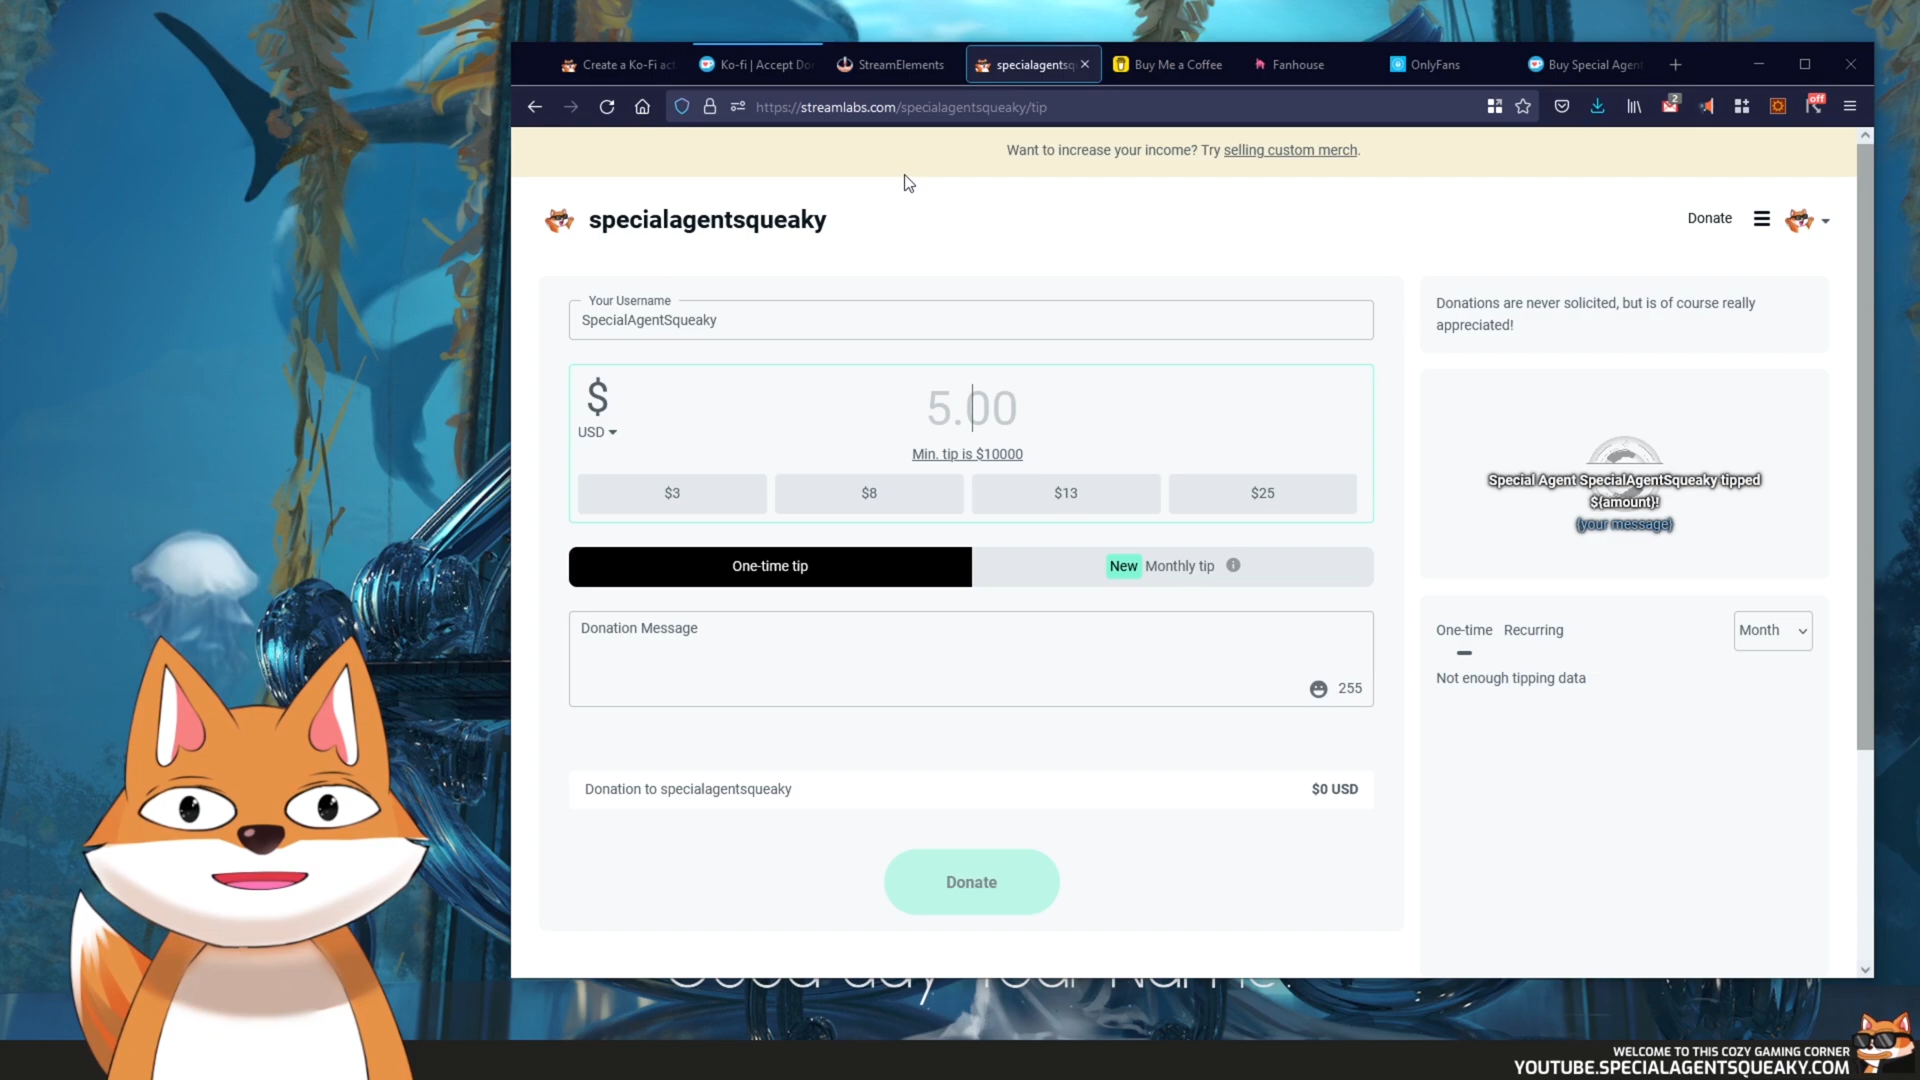 Create a Ko-Fi ac
Ko-fi | Accept Do
StreamElements
specialagentsq
Buy Me a Coffee
Fanhouse
OnlyFans
Buy Special Agent
https://streamlabs.com/specialagentsqueaky/tip
2
off
Want to increase your income? Try selling custom merch.
specialagentsqueaky
Donate
Your Username
SpecialAgentSqueaky
$
USD
5.00
Min. tip is $10000
$3
$8
$13
$25
One-time tip
New Monthly tip
Donation Message
255
Donation to specialagentsqueaky
$0 USD
Donate
Donations are never solicited, but is of course really
appreciated!
Special Agent SpecialAgentSqueaky tipped
${amount}!
{your message}
One-time Recurring
Month
Not enough tipping data
WELCOME TO THIS COZY GAMING CORNER
YOUTUBE.SPECIALAGENTSQUEAKY.COM